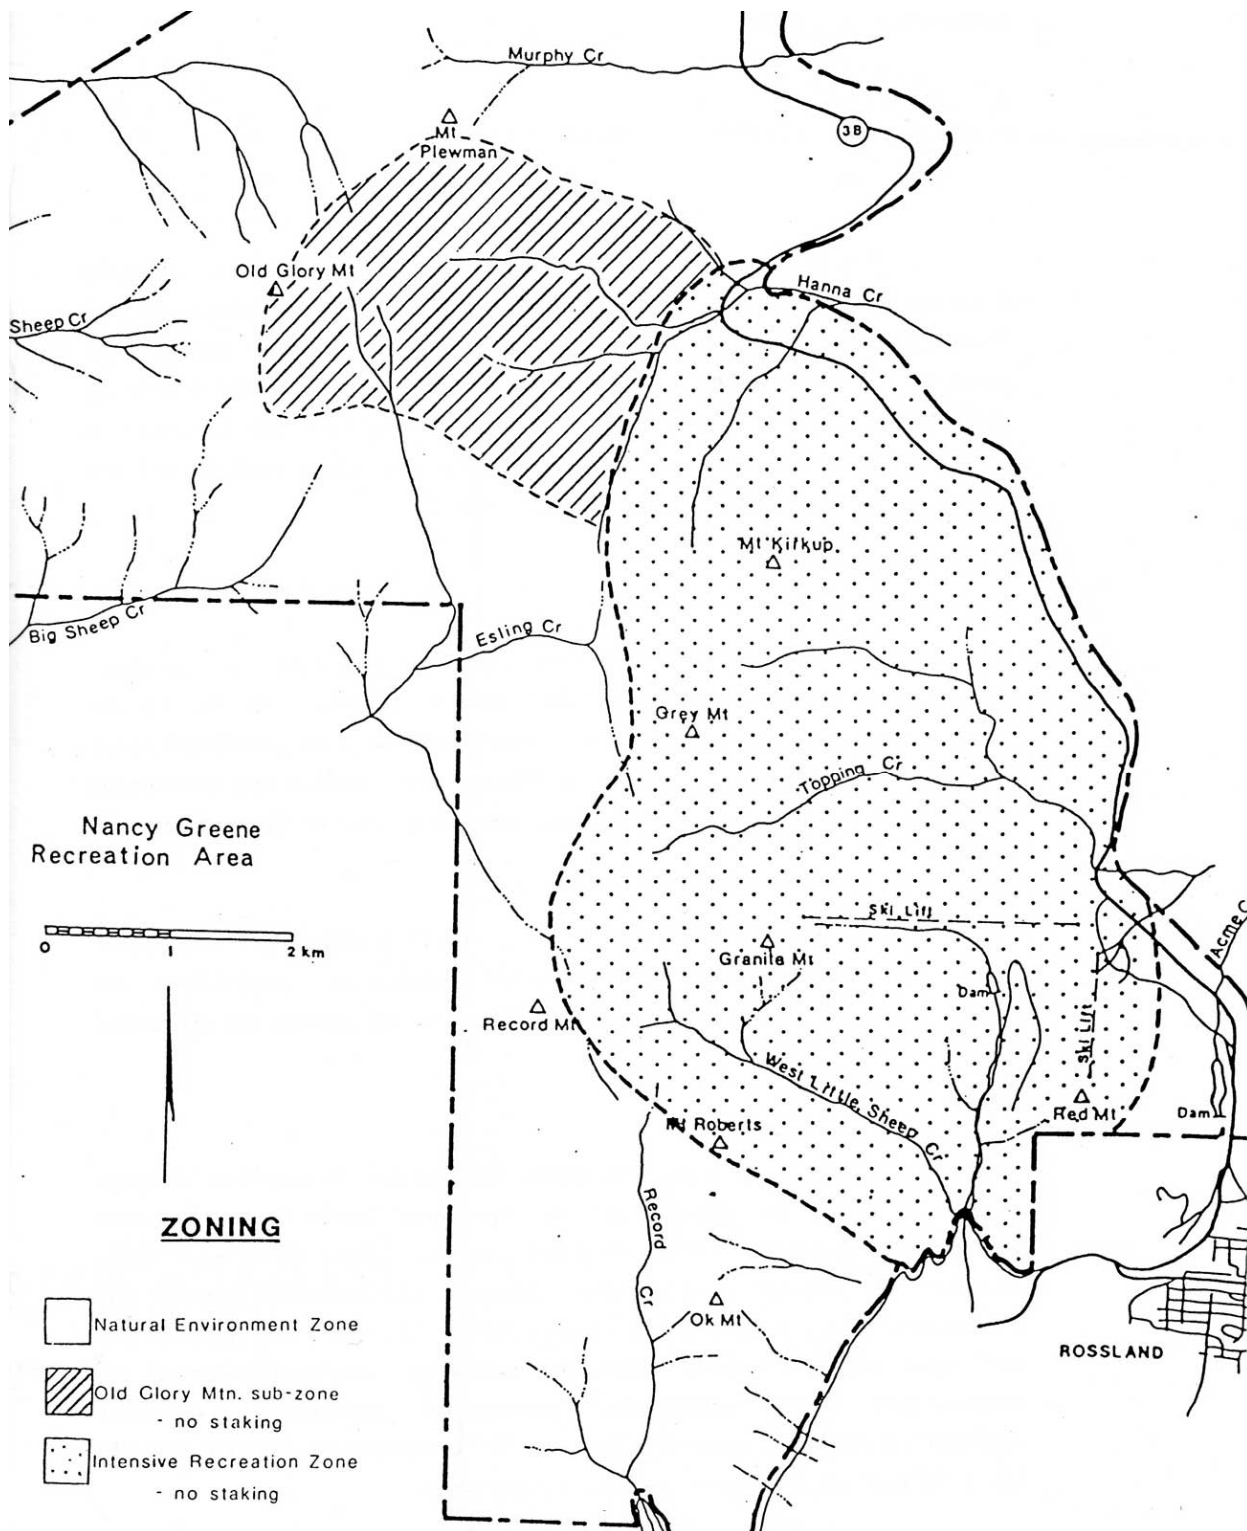 Murphy Cr
3B
Mt
Plewman
Old Glory Mt
Hanna Cr
Sheep Cr
Mt Kirkup
Big Sheep Cr
Esling Cr
Grey Mt
Topping Cr
Nancy Greene
Recreation Area
0 1 2 km
Ski Lift
Acme C
Granite Mt
Dam
Record Mt
Ski Lift
West Little Sheep Cr
Red Mt
Dam
Mt Roberts
Record Cr
ZONING
Ok Mt
Natural Environment Zone
ROSSLAND
Old Glory Mtn. sub-zone
- no staking
Intensive Recreation Zone
- no staking